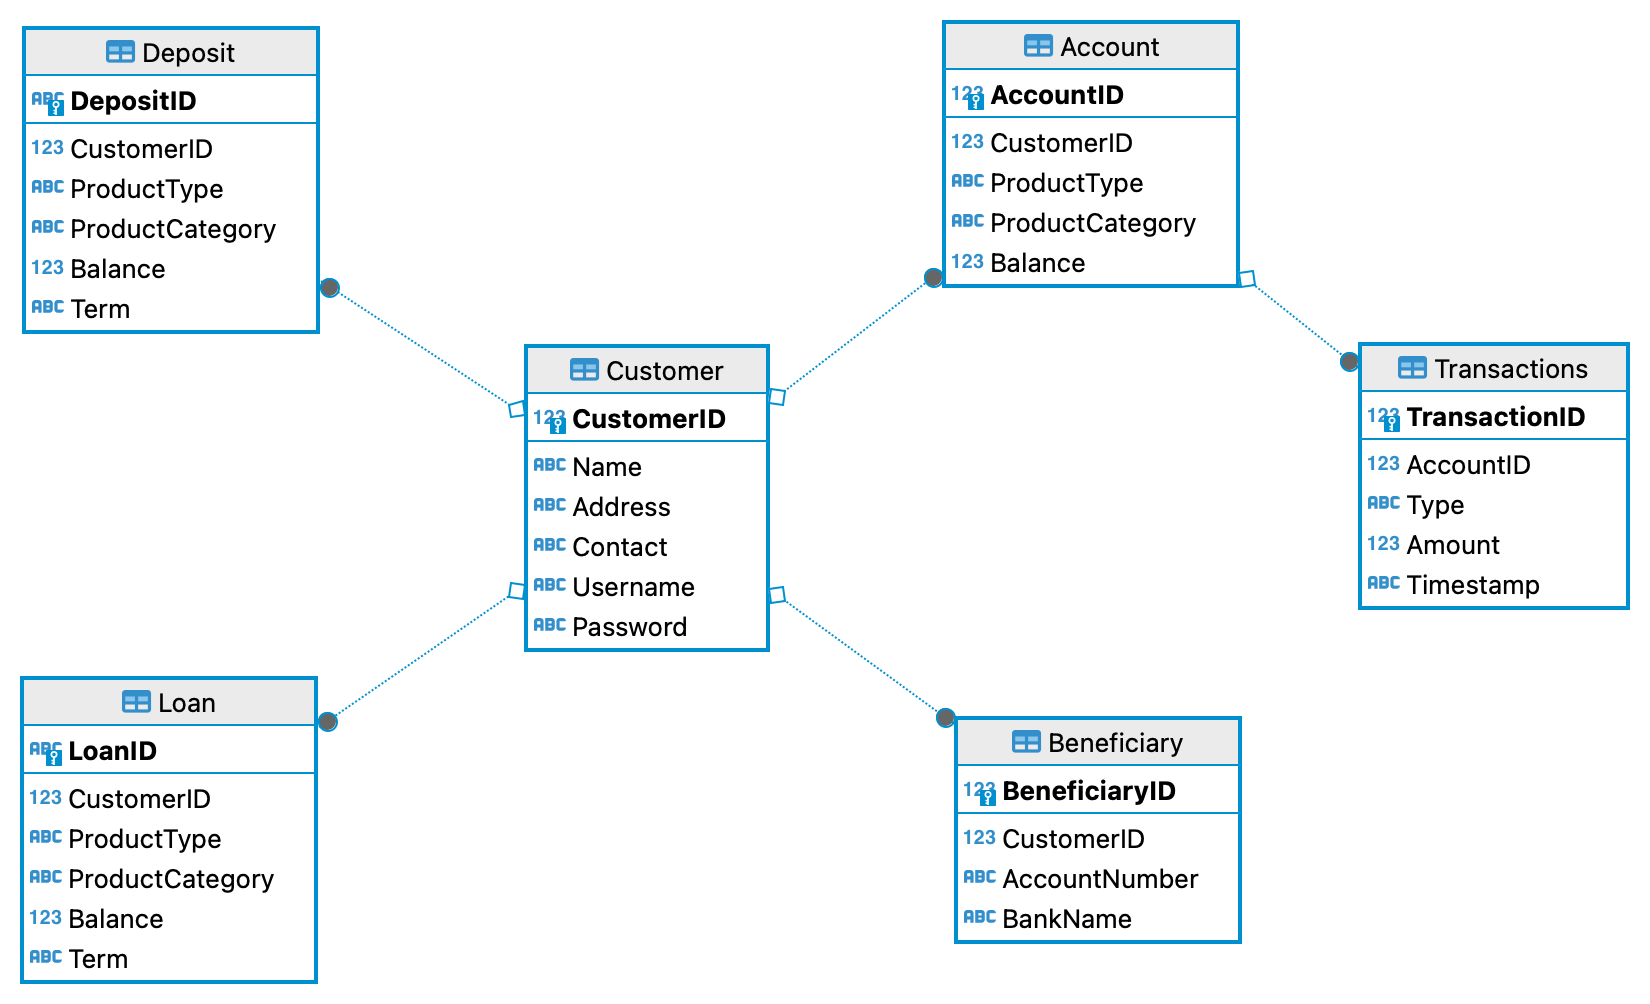 Deposit
ABC DepositID
123 CustomerID
ABC ProductType
ABC ProductCategory
123 Balance
ABC Term
Account
123 AccountID
123 CustomerID
ABC ProductType
ABC ProductCategory
123 Balance
Customer
123 CustomerID
ABC Name
ABC Address
ABC Contact
ABC Username
ABC Password
Transactions
123 TransactionID
123 AccountID
ABC Type
123 Amount
ABC Timestamp
Loan
ABC LoanID
123 CustomerID
ABC ProductType
ABC ProductCategory
123 Balance
ABC Term
Beneficiary
123 BeneficiaryID
123 CustomerID
ABC AccountNumber
ABC BankName